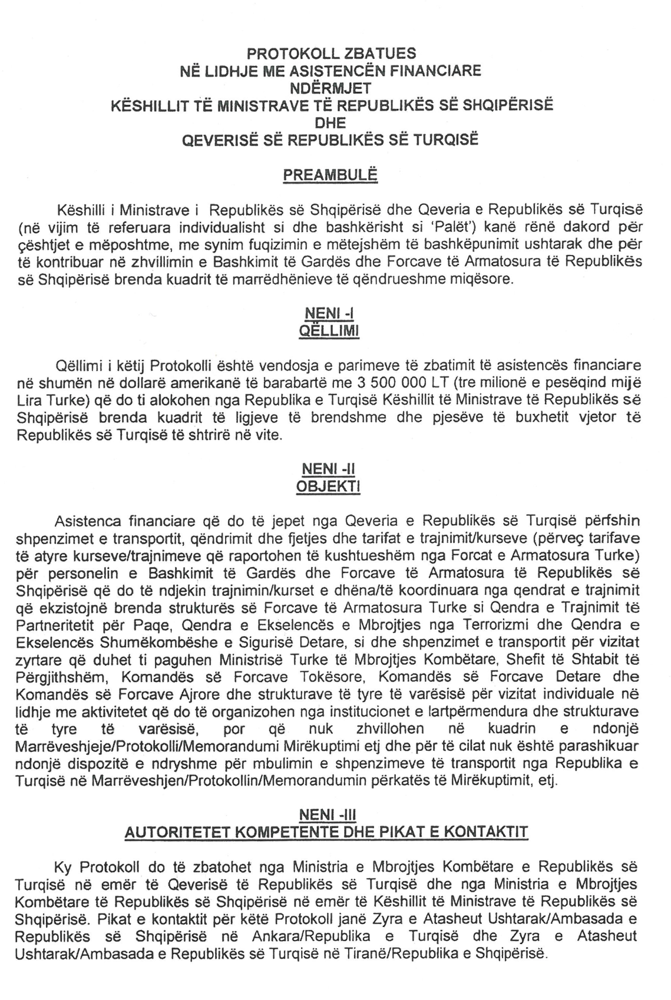 PROTOKOLL ZBATUES
NË LIDHJE ME ASISTENCËN FINANCIARE
NDËRMJET
KËSHILLIT TË MINISTRAVE TË REPUBLIKËS SË SHQIPËRISË
DHE
QEVERISË SË REPUBLIKËS SË TURQISË
PREAMBULË
Këshilli i Ministrave i Republikës së Shqipërisë dhe Qeveria e Republikës së Turqisë
(në vijim të referuara individualisht si dhe bashkërisht si ‘Palët’) kanë rënë dakord për
çështjet e mëposhtme, me synim fuqizimin e mëtejshëm të bashkëpunimit ushtarak dhe për
të kontribuar në zhvillimin e Bashkimit të Gardës dhe Forcave të Armatosura të Republikës
së Shqipërisë brenda kuadrit të marrëdhënieve të qëndrueshme miqësore.
NENI -I
QËLLIMI
Qëllimi i këtij Protokolli është vendosja e parimeve të zbatimit të asistencës financiare
në shumën në dollarë amerikanë të barabartë me 3 500 000 LT (tre milionë e pesëqind mijë
Lira Turke) që do ti alokohen nga Republika e Turqisë Këshillit të Ministrave të Republikës së
Shqipërisë brenda kuadrit të ligjeve të brendshme dhe pjesëve të buxhetit vjetor të
Republikës së Turqisë të shtrirë në vite.
NENI -II
OBJEKTI
Asistenca financiare që do të jepet nga Qeveria e Republikës së Turqisë përfshin
shpenzimet e transportit, qëndrimit dhe fjetjes dhe tarifat e trajnimit/kurseve (përveç tarifave
të atyre kurseve/trajnimeve që raportohen të kushtueshëm nga Forcat e Armatosura Turke)
për personelin e Bashkimit të Gardës dhe Forcave të Armatosura të Republikës së
Shqipërisë që do të ndjekin trajnimin/kurset e dhëna/të koordinuara nga qendrat e trajnimit
që ekzistojnë brenda strukturës së Forcave të Armatosura Turke si Qendra e Trajnimit të
Partneritetit për Paqe, Qendra e Ekselencës e Mbrojtjes nga Terrorizmi dhe Qendra e
Ekselencës Shumëkombëshe e Sigurisë Detare, si dhe shpenzimet e transportit për vizitat
zyrtare që duhet ti paguhen Ministrisë Turke të Mbrojtjes Kombëtare, Shefit të Shtabit të
Përgjithshëm, Komandës së Forcave Tokësore, Komandës së Forcave Detare dhe
Komandës së Forcave Ajrore dhe strukturave të tyre të varësisë për vizitat individuale në
lidhje me aktivitetet që do të organizohen nga institucionet e lartpërmendura dhe strukturave
të tyre të varësisë, por që nuk zhvillohen në kuadrin e ndonjë
Marrëveshjeje/Protokolli/Memorandumi Mirëkuptimi etj dhe për të cilat nuk është parashikuar
ndonjë dispozitë e ndryshme për mbulimin e shpenzimeve të transportit nga Republika e
Turqisë në Marrëveshjen/Protokollin/Memorandumin përkatës të Mirëkuptimit, etj.
NENI -III
AUTORITETET KOMPETENTE DHE PIKAT E KONTAKTIT
Ky Protokoll do të zbatohet nga Ministria e Mbrojtjes Kombëtare e Republikës së
Turqisë në emër të Qeverisë të Republikës së Turqisë dhe nga Ministria e Mbrojtjes
Kombëtare të Republikës së Shqipërisë në emër të Këshillit të Ministrave të Republikës së
Shqipërisë. Pikat e kontaktit për këtë Protokoll janë Zyra e Atasheut Ushtarak/Ambasada e
Republikës së Shqipërisë në Ankara/Republika e Turqisë dhe Zyra e Atasheut
Ushtarak/Ambasada e Republikës së Turqisë në Tiranë/Republika e Shqipërisë.